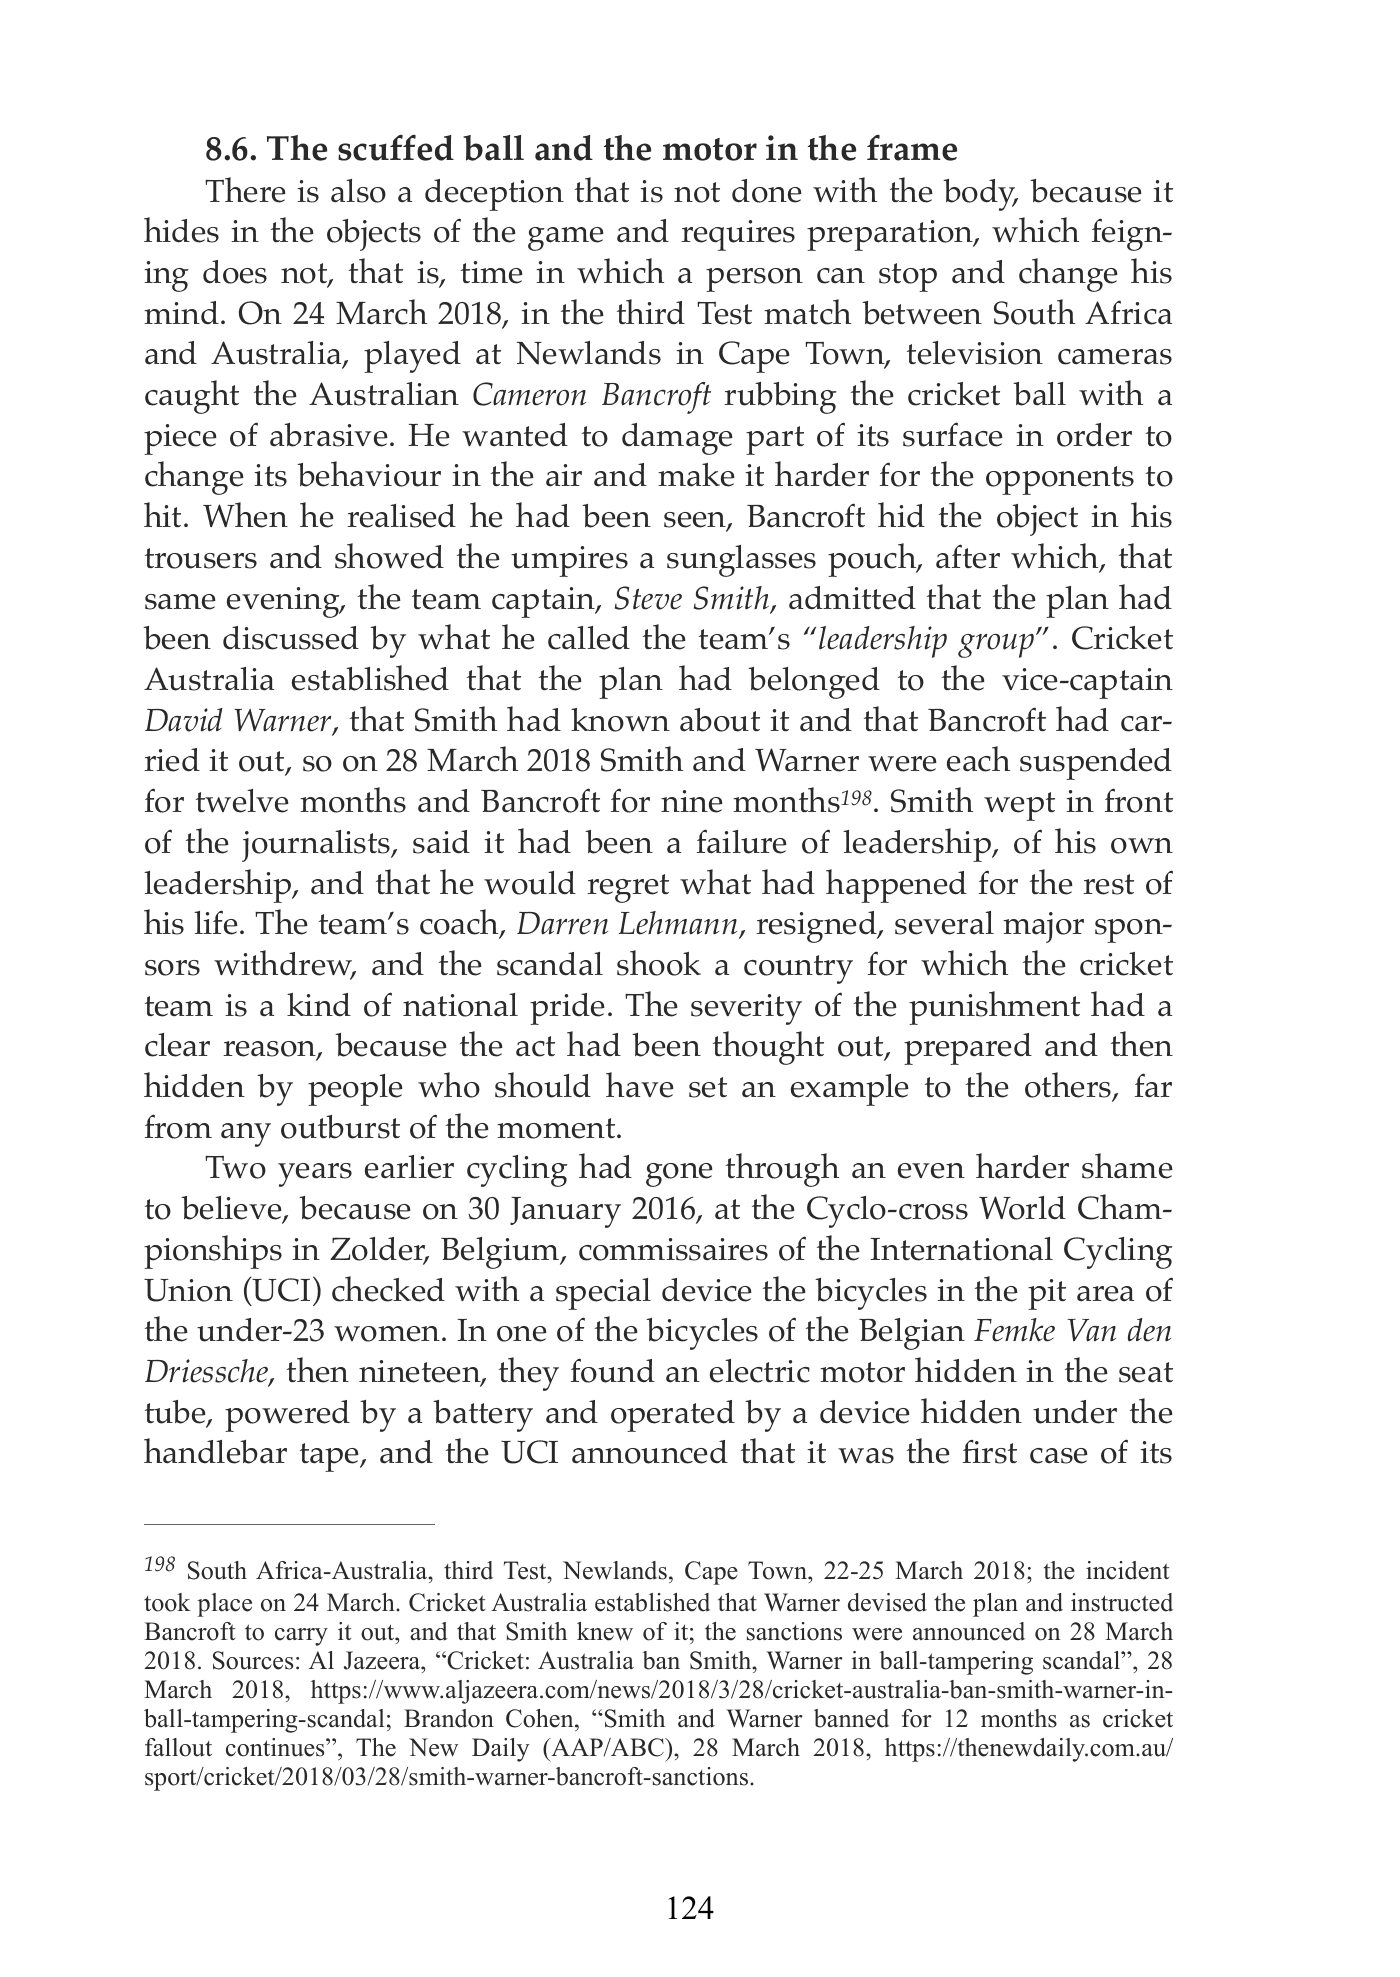 8.6. The scuffed ball and the motor in the frame
There is also a deception that is not done with the body, because it
hides in the objects of the game and requires preparation, which feign-
ing does not, that is, time in which a person can stop and change his
mind. On 24 March 2018, in the third Test match between South Africa
and Australia, played at Newlands in Cape Town, television cameras
caught the Australian Cameron Bancroft rubbing the cricket ball with a
piece of abrasive. He wanted to damage part of its surface in order to
change its behaviour in the air and make it harder for the opponents to
hit. When he realised he had been seen, Bancroft hid the object in his
trousers and showed the umpires a sunglasses pouch, after which, that
same evening, the team captain, Steve Smith, admitted that the plan had
been discussed by what he called the team’s “leadership group”. Cricket
Australia established that the plan had belonged to the vice-captain
David Warner, that Smith had known about it and that Bancroft had car-
ried it out, so on 28 March 2018 Smith and Warner were each suspended
for twelve months and Bancroft for nine months198. Smith wept in front
of the journalists, said it had been a failure of leadership, of his own
leadership, and that he would regret what had happened for the rest of
his life. The team’s coach, Darren Lehmann, resigned, several major spon-
sors withdrew, and the scandal shook a country for which the cricket
team is a kind of national pride. The severity of the punishment had a
clear reason, because the act had been thought out, prepared and then
hidden by people who should have set an example to the others, far
from any outburst of the moment.
Two years earlier cycling had gone through an even harder shame
to believe, because on 30 January 2016, at the Cyclo-cross World Cham-
pionships in Zolder, Belgium, commissaires of the International Cycling
Union (UCI) checked with a special device the bicycles in the pit area of
the under-23 women. In one of the bicycles of the Belgian Femke Van den
Driessche, then nineteen, they found an electric motor hidden in the seat
tube, powered by a battery and operated by a device hidden under the
handlebar tape, and the UCI announced that it was the first case of its
198 South Africa-Australia, third Test, Newlands, Cape Town, 22-25 March 2018; the incident
took place on 24 March. Cricket Australia established that Warner devised the plan and instructed
Bancroft to carry it out, and that Smith knew of it; the sanctions were announced on 28 March
2018. Sources: Al Jazeera, “Cricket: Australia ban Smith, Warner in ball-tampering scandal”, 28
March 2018, https://www.aljazeera.com/news/2018/3/28/cricket-australia-ban-smith-warner-in-
ball-tampering-scandal; Brandon Cohen, “Smith and Warner banned for 12 months as cricket
fallout continues”, The New Daily (AAP/ABC), 28 March 2018, https://thenewdaily.com.au/
sport/cricket/2018/03/28/smith-warner-bancroft-sanctions.
124